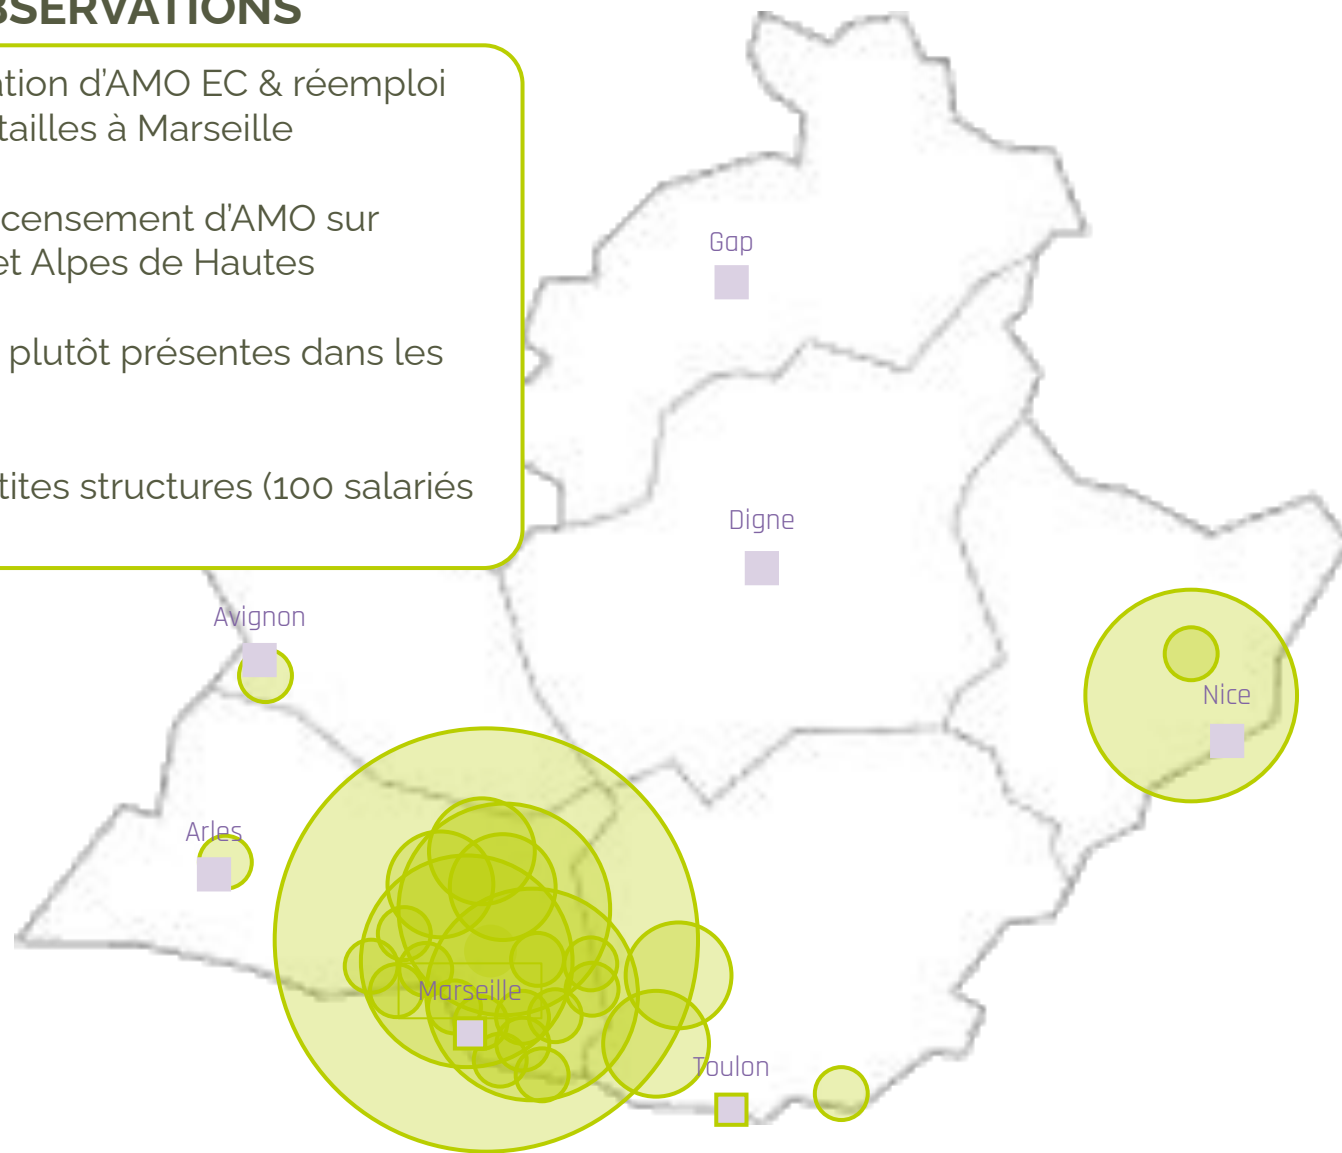 BSERVATIONS
ation d’AMO EC & réemploi
tailles à Marseille
censement d’AMO sur
et Alpes de Hautes
plutôt présentes dans les
tites structures (100 salariés
Gap
Digne
Avignon
Nice
Arles
Marseille
Toulon